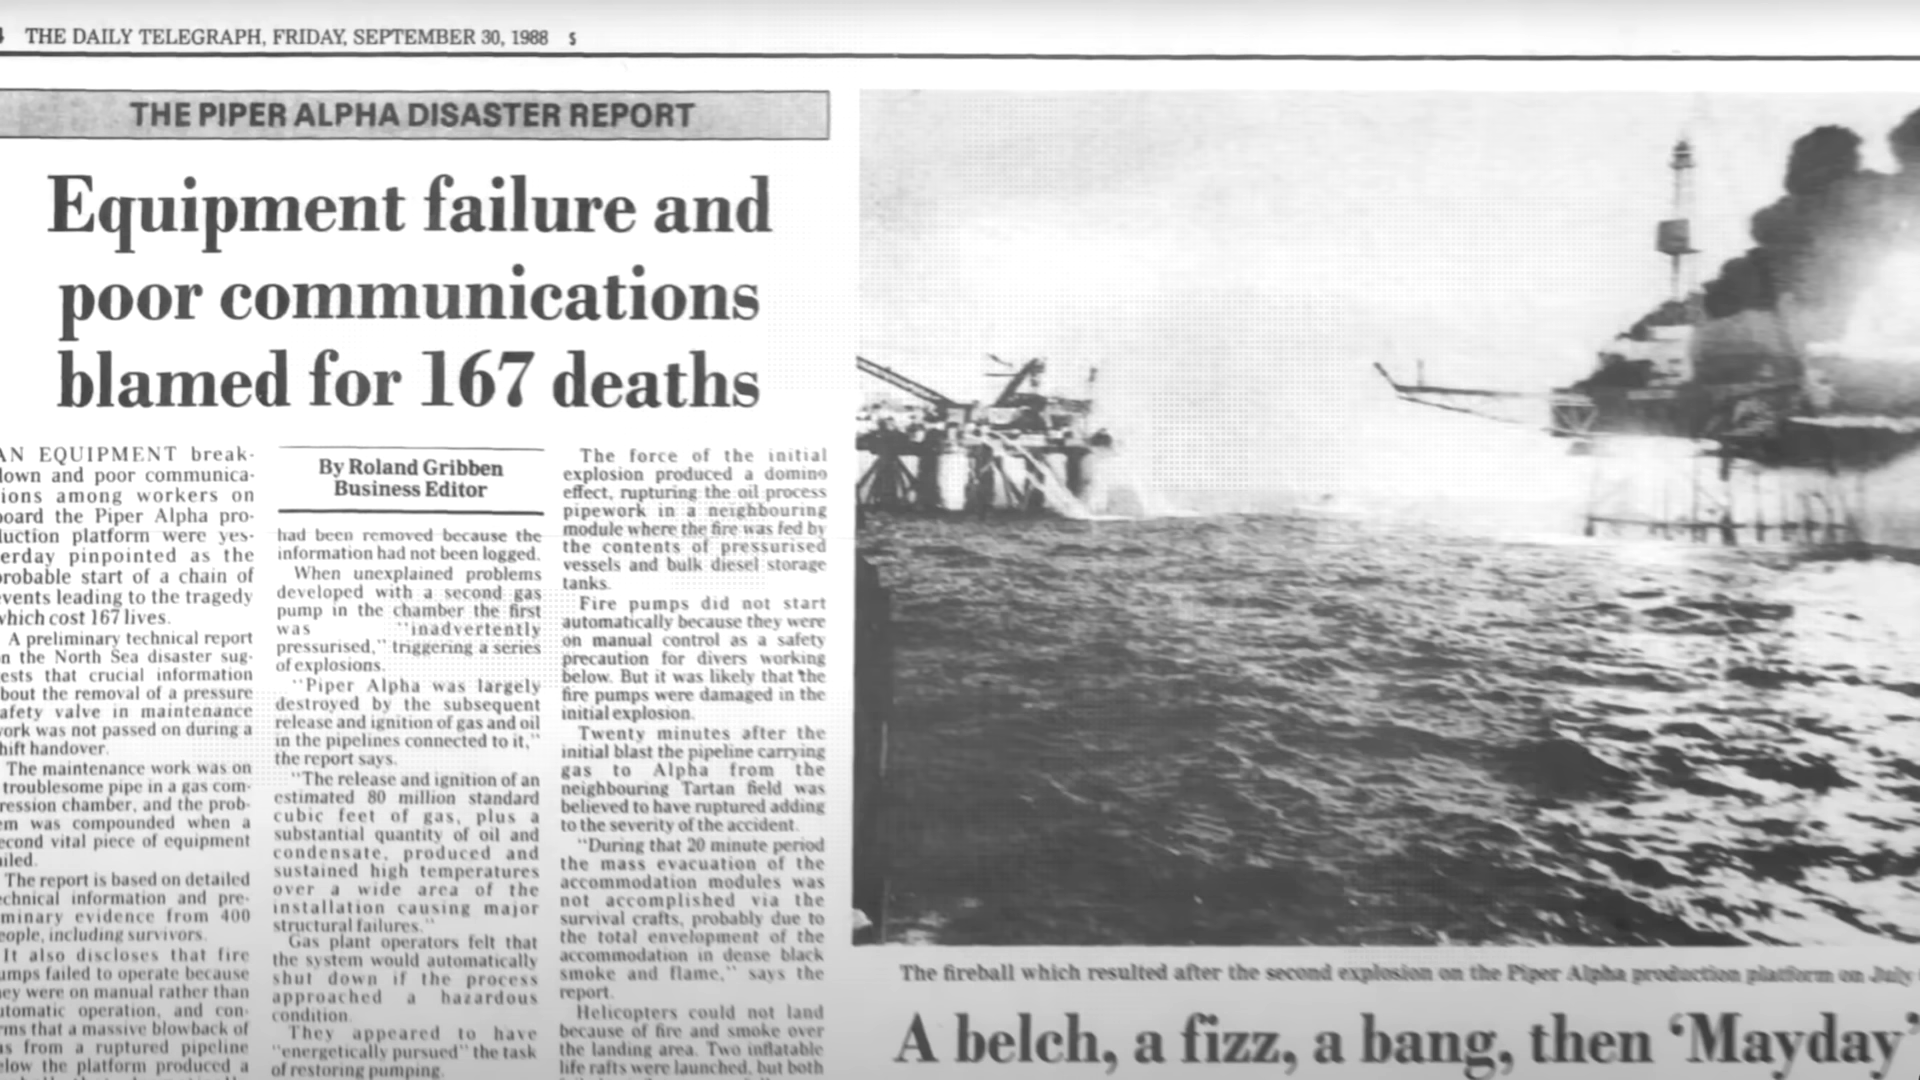 4 THE DAILY TELEGRAPH, FRIDAY, SEPTEMBER 30, 1988 s
THE PIPER ALPHA DISASTER REPORT
Equipment failure and
poor communications
blamed for 167 deaths
AN EQUIPMENT break-
down and poor communica-
ions among workers on
board the Piper Alpha pro-
duction platform were yes-
erday pinpointed as the
probable start of a chain of
events leading to the tragedy
which cost 167 lives.
A preliminary technical report
n the North Sea disaster sug-
ests that crucial information
bout the removal of a pressure
afety valve in maintenance
work was not passed on during a
hift handover.
The maintenance work was on
troublesome pipe in a gas com-
ression chamber, and the prob-
em was compounded when a
econd vital piece of equipment
ailed.
The report is based on detailed
echnical information and pre-
minary evidence from 400
eople, including survivors.
It also discloses that fire
umps failed to operate because
hey were on manual rather than
utomatic operation, and con-
rms that a massive blowback of
as from a ruptured pipeline
elow the platform produced a
By Roland Gribben
Business Editor
had been removed because the
information had not been logged.
When unexplained problems
developed with a second gas
pump in the chamber the first
was "inadvertently
pressurised," triggering a series
of explosions.
"Piper Alpha was largely
destroyed by the subsequent
release and ignition of gas and oil
in the pipelines connected to it,"
the report says.
"The release and ignition of an
estimated 80 million standard
cubic feet of gas, plus a
substantial quantity of oil and
condensate, produced and
sustained high temperatures
over a wide area of the
installation causing major
structural failures."
Gas plant operators felt that
the system would automatically
shut down if the process
approached a hazardous
condition.
They appeared to have
"energetically pursued" the task
of restoring pumping.
The force of the initial
explosion produced a domino
effect, rupturing the oil process
pipework in a neighbouring
module where the fire was fed by
the contents of pressurised
vessels and bulk diesel storage
tanks.
Fire pumps did not start
automatically because they were
on manual control as a safety
precaution for divers working
below. But it was likely that the
fire pumps were damaged in the
initial explosion.
Twenty minutes after the
initial blast the pipeline carrying
gas to Alpha from the
neighbouring Tartan field was
believed to have ruptured adding
to the severity of the accident.
"During that 20 minute period
the mass evacuation of the
accommodation modules was
not accomplished via the
survival crafts, probably due to
the total envelopment of the
accommodation in dense black
smoke and flame," says the
report.
Helicopters could not land
because of fire and smoke over
the landing area. Two inflatable
life rafts were launched, but both
The fireball which resulted after the second explosion on the Piper Alpha production platform on July
A belch, a fizz, a bang, then 'Mayday'